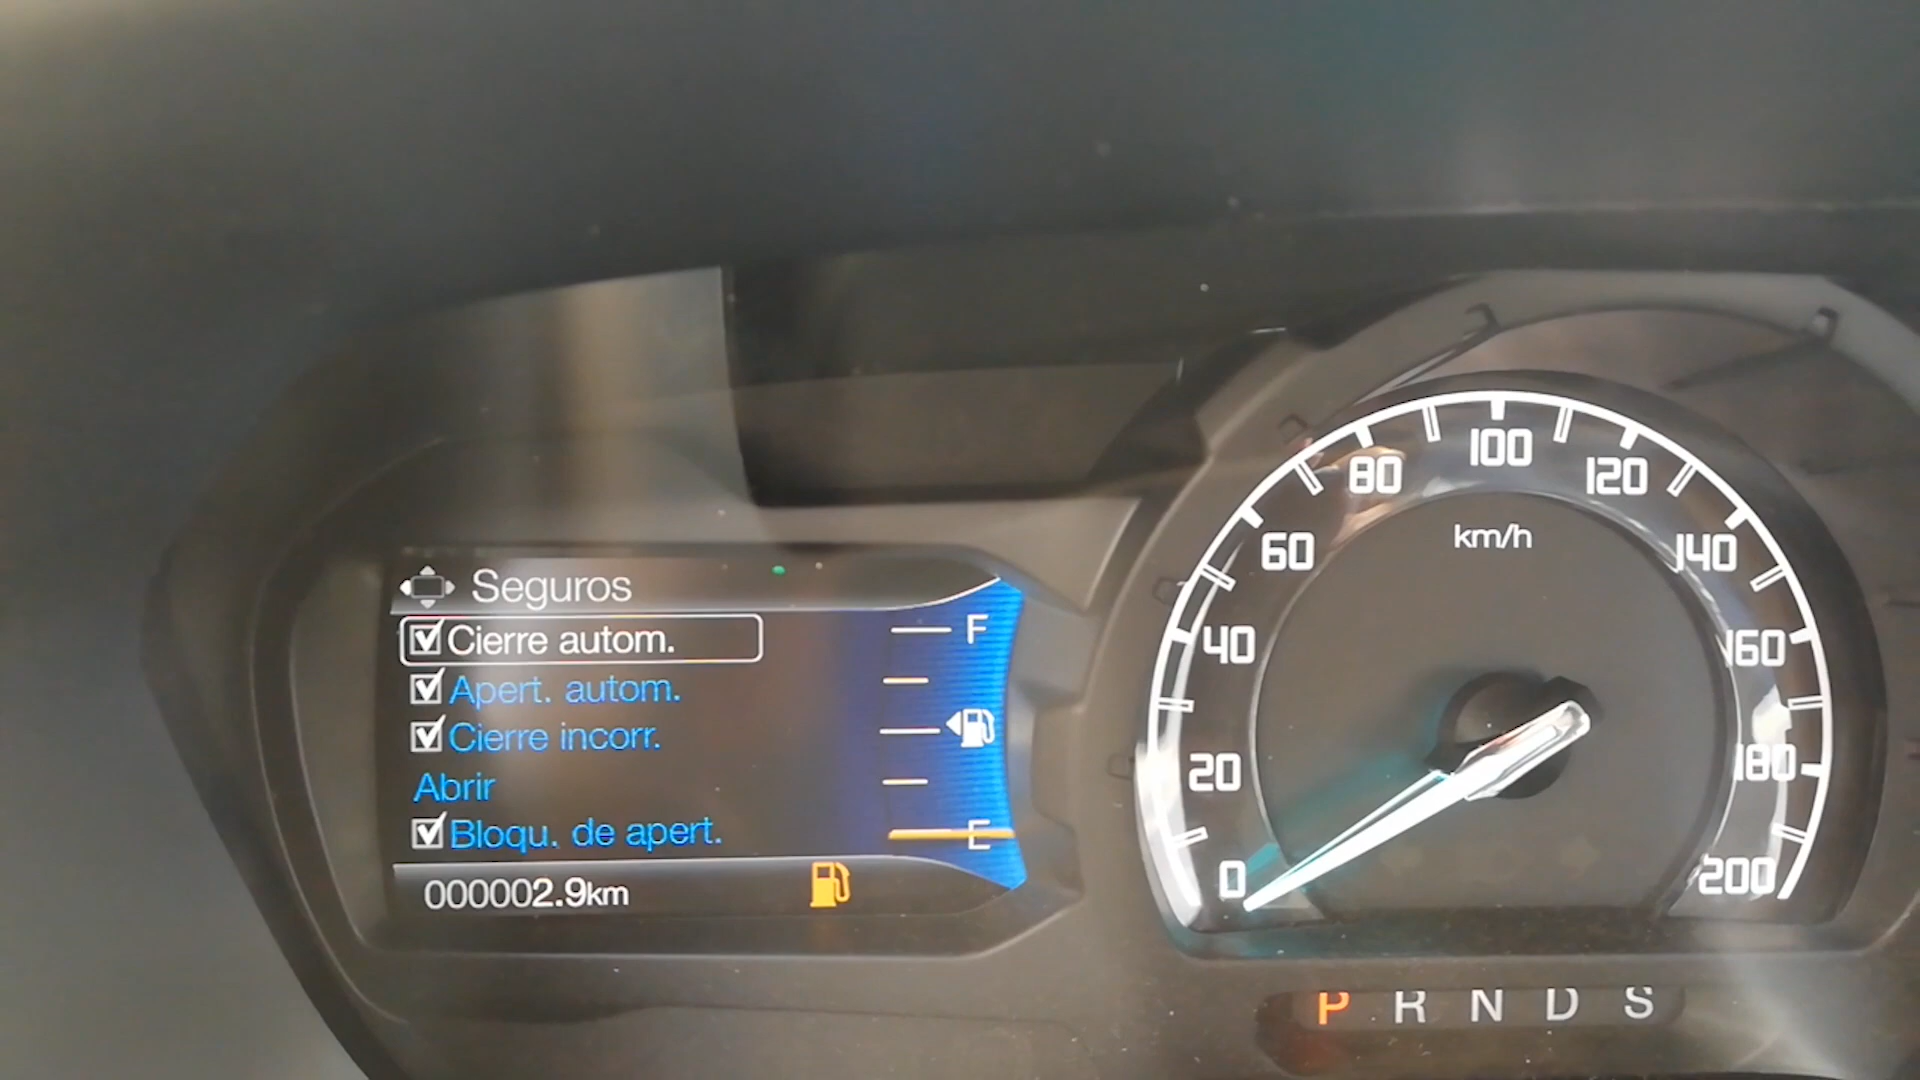 Seguros
Cierre autom.
Apert. autom.
Cierre incorr.
Abrir
Bloqu. de apert.
000002.9km
F
E
0
20
40
60
80
100
120
140
160
180
200
km/h
P R N D S